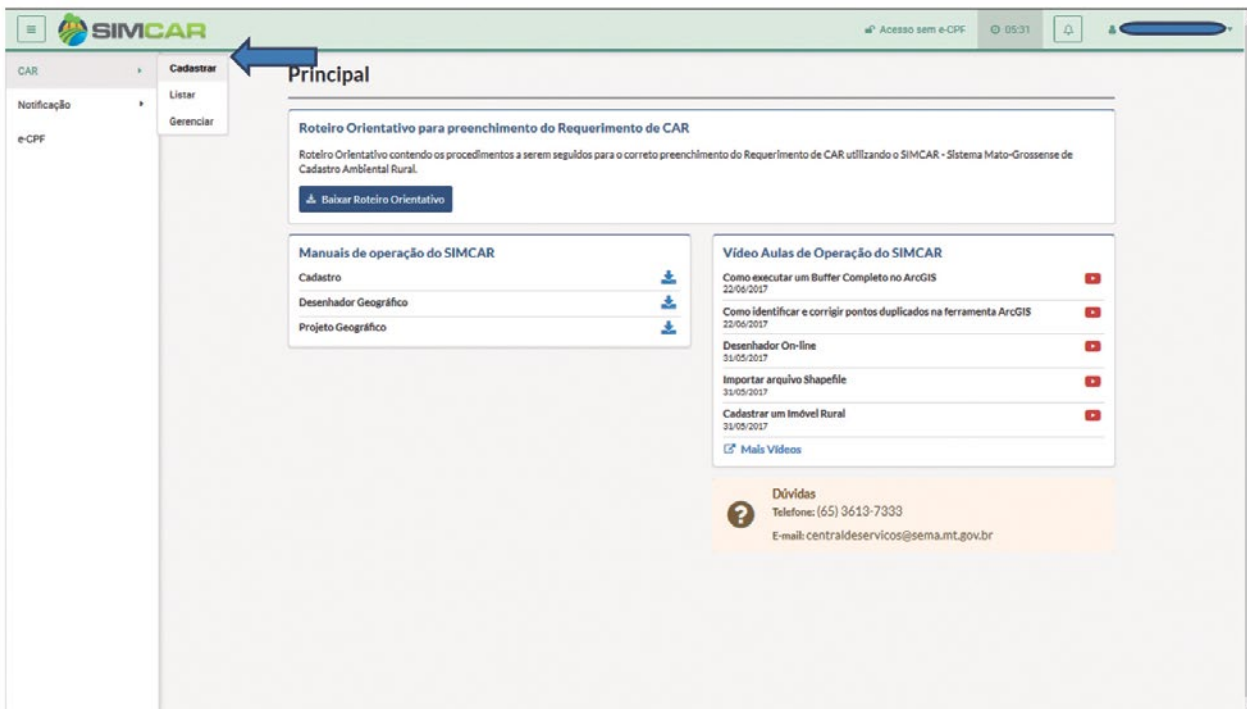 SIMCAR
Acesso sem e-CPF
05:31
CAR
Notificação
e-CPF
Cadastrar
Listar
Gerenciar
Principal
Roteiro Orientativo para preenchimento do Requerimento de CAR
Roteiro Orientativo contendo os procedimentos a serem seguidos para o correto preenchimento do Requerimento de CAR utilizando o SIMCAR - Sistema Mato-Grossense de
Cadastro Ambiental Rural.
Baixar Roteiro Orientativo
Manuais de operação do SIMCAR
Cadastro
Desenhador Geográfico
Projeto Geográfico
Vídeo Aulas de Operação do SIMCAR
Como executar um Buffer Completo no ArcGIS
22/06/2017
Como identificar e corrigir pontos duplicados na ferramenta ArcGIS
22/06/2017
Desenhador On-line
31/05/2017
Importar arquivo Shapefile
31/05/2017
Cadastrar um Imóvel Rural
31/05/2017
Mais Vídeos
Dúvidas
Telefone: (65) 3613-7333
E-mail: centraldeservicos@sema.mt.gov.br